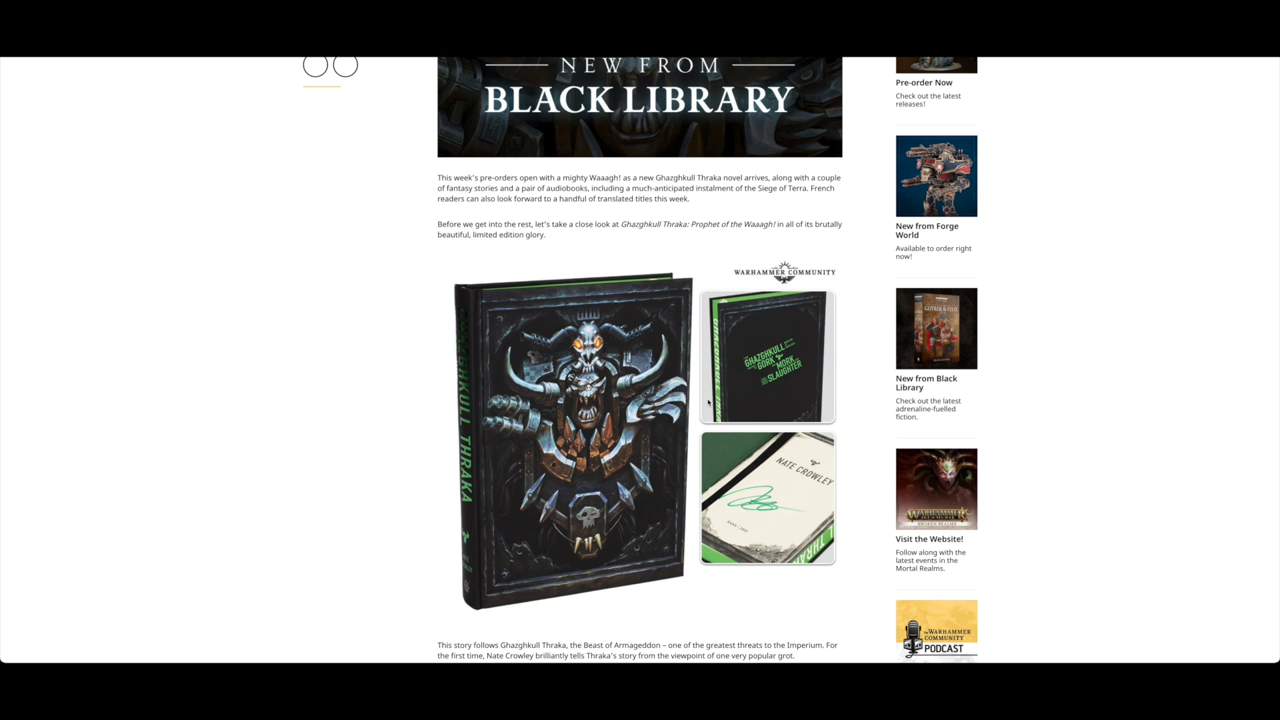 NEW FROM
BLACK LIBRARY
This week's pre-orders open with a mighty Waaagh! as a new Ghazghkull Thraka novel arrives, along with a couple
of fantasy stories and a pair of audiobooks, including a much-anticipated instalment of the Siege of Terra. French
readers can also look forward to a handful of translated titles this week.
Before we get into the rest, let's take a close look at Ghazghkull Thraka: Prophet of the Waaagh! in all of its brutally
beautiful, limited edition glory.
WARHAMMER COMMUNITY
GHAZGHKULL THRAKA
GHAZGHKULL
GORK
MORK
SLAUGHTER
NATE CROWLEY
THRAKA
This story follows Ghazghkull Thraka, the Beast of Armageddon – one of the greatest threats to the Imperium. For
the first time, Nate Crowley brilliantly tells Thraka's story from the viewpoint of one very popular grot.
Pre-order Now
Check out the latest
releases!
New from Forge
World
Available to order right
now!
New from Black
Library
Check out the latest
adrenaline-fuelled
fiction.
WARHAMMER
Visit the Website!
Follow along with the
latest events in the
Mortal Realms.
The WARHAMMER
COMMUNITY
PODCAST